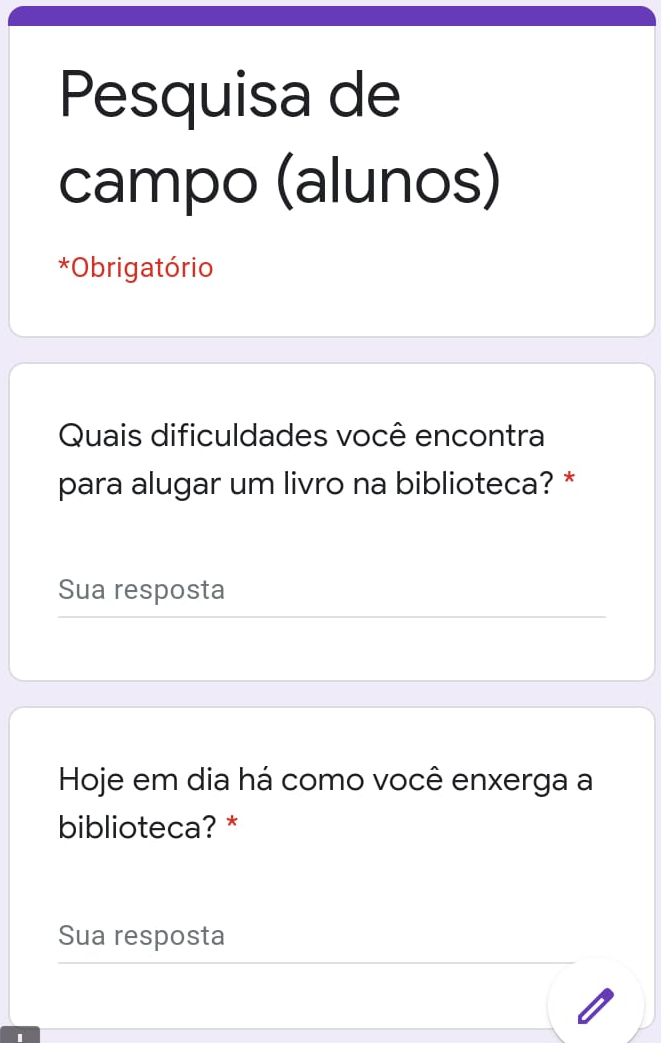 Pesquisa de
campo (alunos)
*Obrigatório
Quais dificuldades você encontra
para alugar um livro na biblioteca? *
Sua resposta
Hoje em dia há como você enxerga a
biblioteca? *
Sua resposta